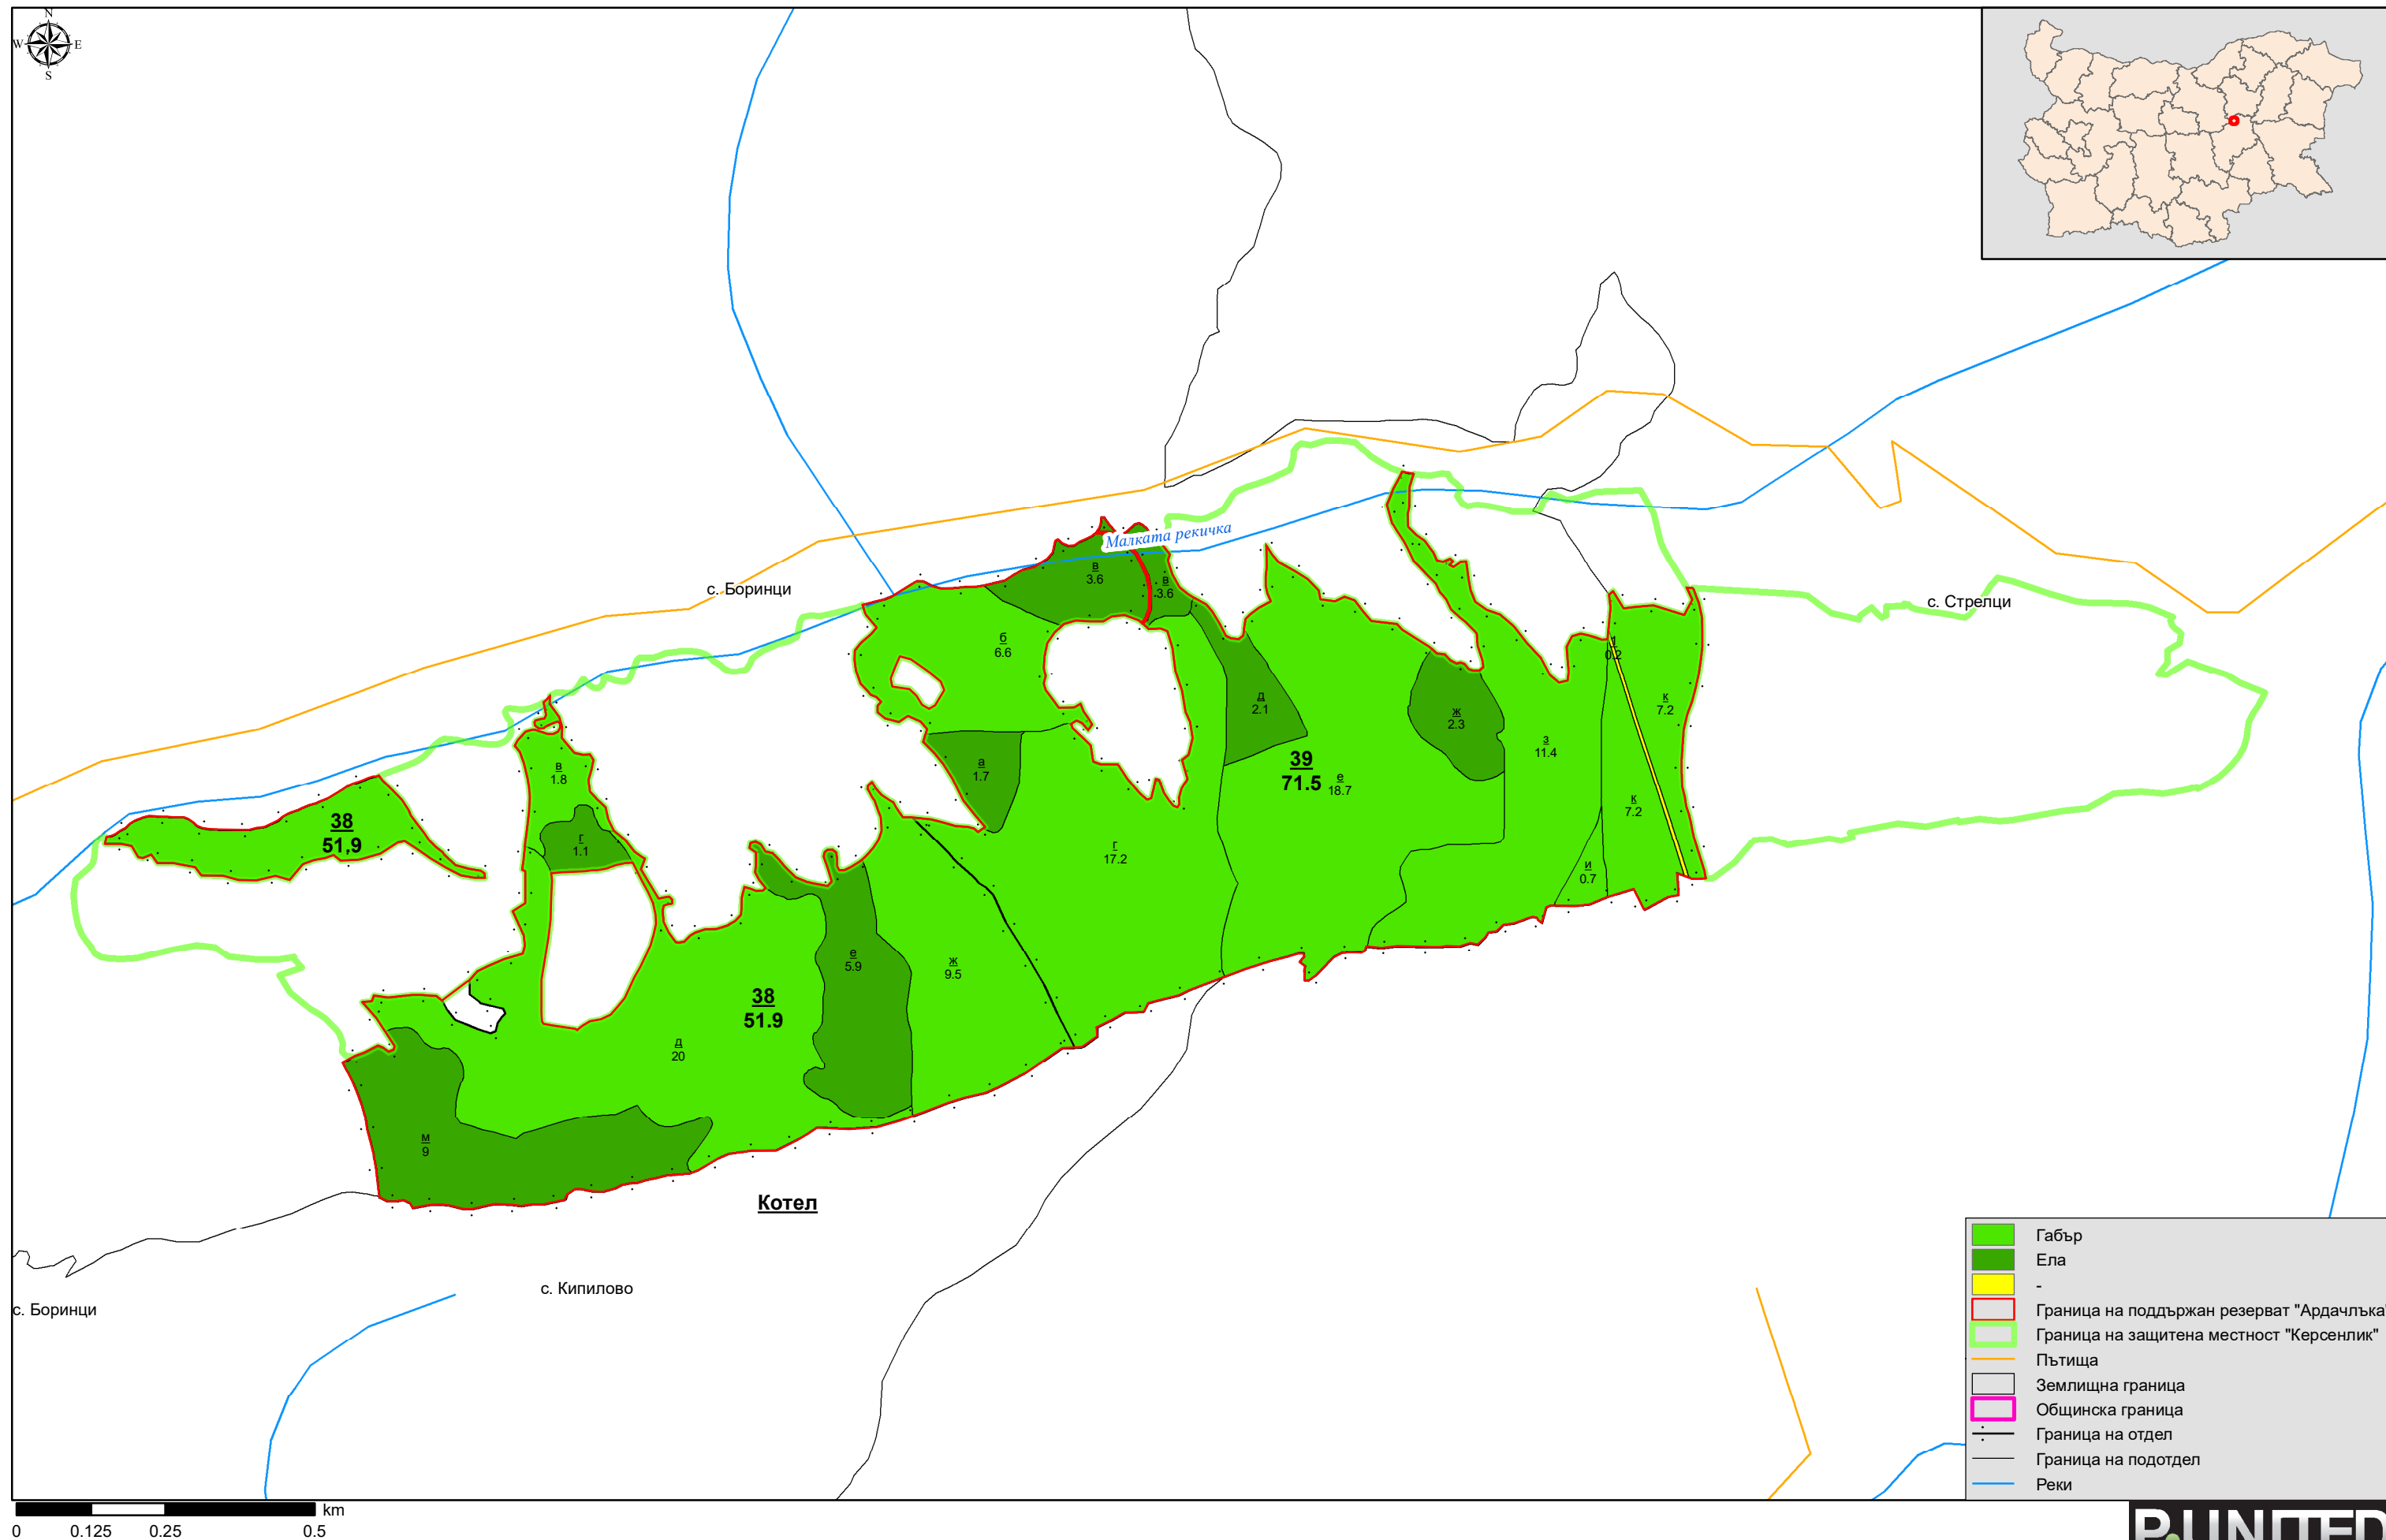 N
W E
S
с. Боринци
Малката рекичка
с. Стрелци
в
3.6
в
3.6
б
6.6
1
0.2
к
7.2
д
2.1
ж
2.3
з
11.4
а
1.7
39
71.5
е
18.7
в
1.8
к
7.2
38
51,9
г
1.1
г
17.2
и
0.7
е
5.9
ж
9.5
38
51.9
д
20
м
9
Котел
с. Кипилово
с. Боринци
Габър
Ела
-
Граница на поддържан резерват "Ардачлъка"
Граница на защитена местност "Керсенлик"
Пътища
Землищна граница
Общинска граница
Граница на отдел
Граница на подотдел
Реки
km
0 0.125 0.25 0.5
P.UNITED